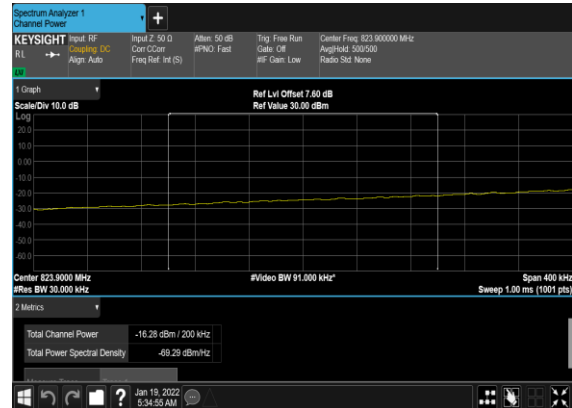 Spectrum Analyzer 1
Channel Power
+
KEYSIGHT Input: RF Input Z: 50 Ω Atten: 50 dB Trig: Free Run Center Freq: 823.900000 MHz
RL Coupling: DC Corr CCorr #PNO: Fast Gate: Off Avg|Hold: 500/500
Align: Auto Freq Ref: Int (S) #IF Gain: Low Radio Std: None
1 Graph
Ref Lvl Offset 7.60 dB
Scale/Div 10.0 dB Ref Value 30.00 dBm
Log
20.0
10.0
0.00
-10.0
-20.0
-30.0
-40.0
-50.0
-60.0
Center 823.9000 MHz #Video BW 91.000 kHz* Span 400 kHz
#Res BW 30.000 kHz Sweep 1.00 ms (1001 pts)
2 Metrics
Total Channel Power -16.28 dBm / 200 kHz
Total Power Spectral Density -69.29 dBm/Hz
? Jan 19, 2022
5:34:55 AM